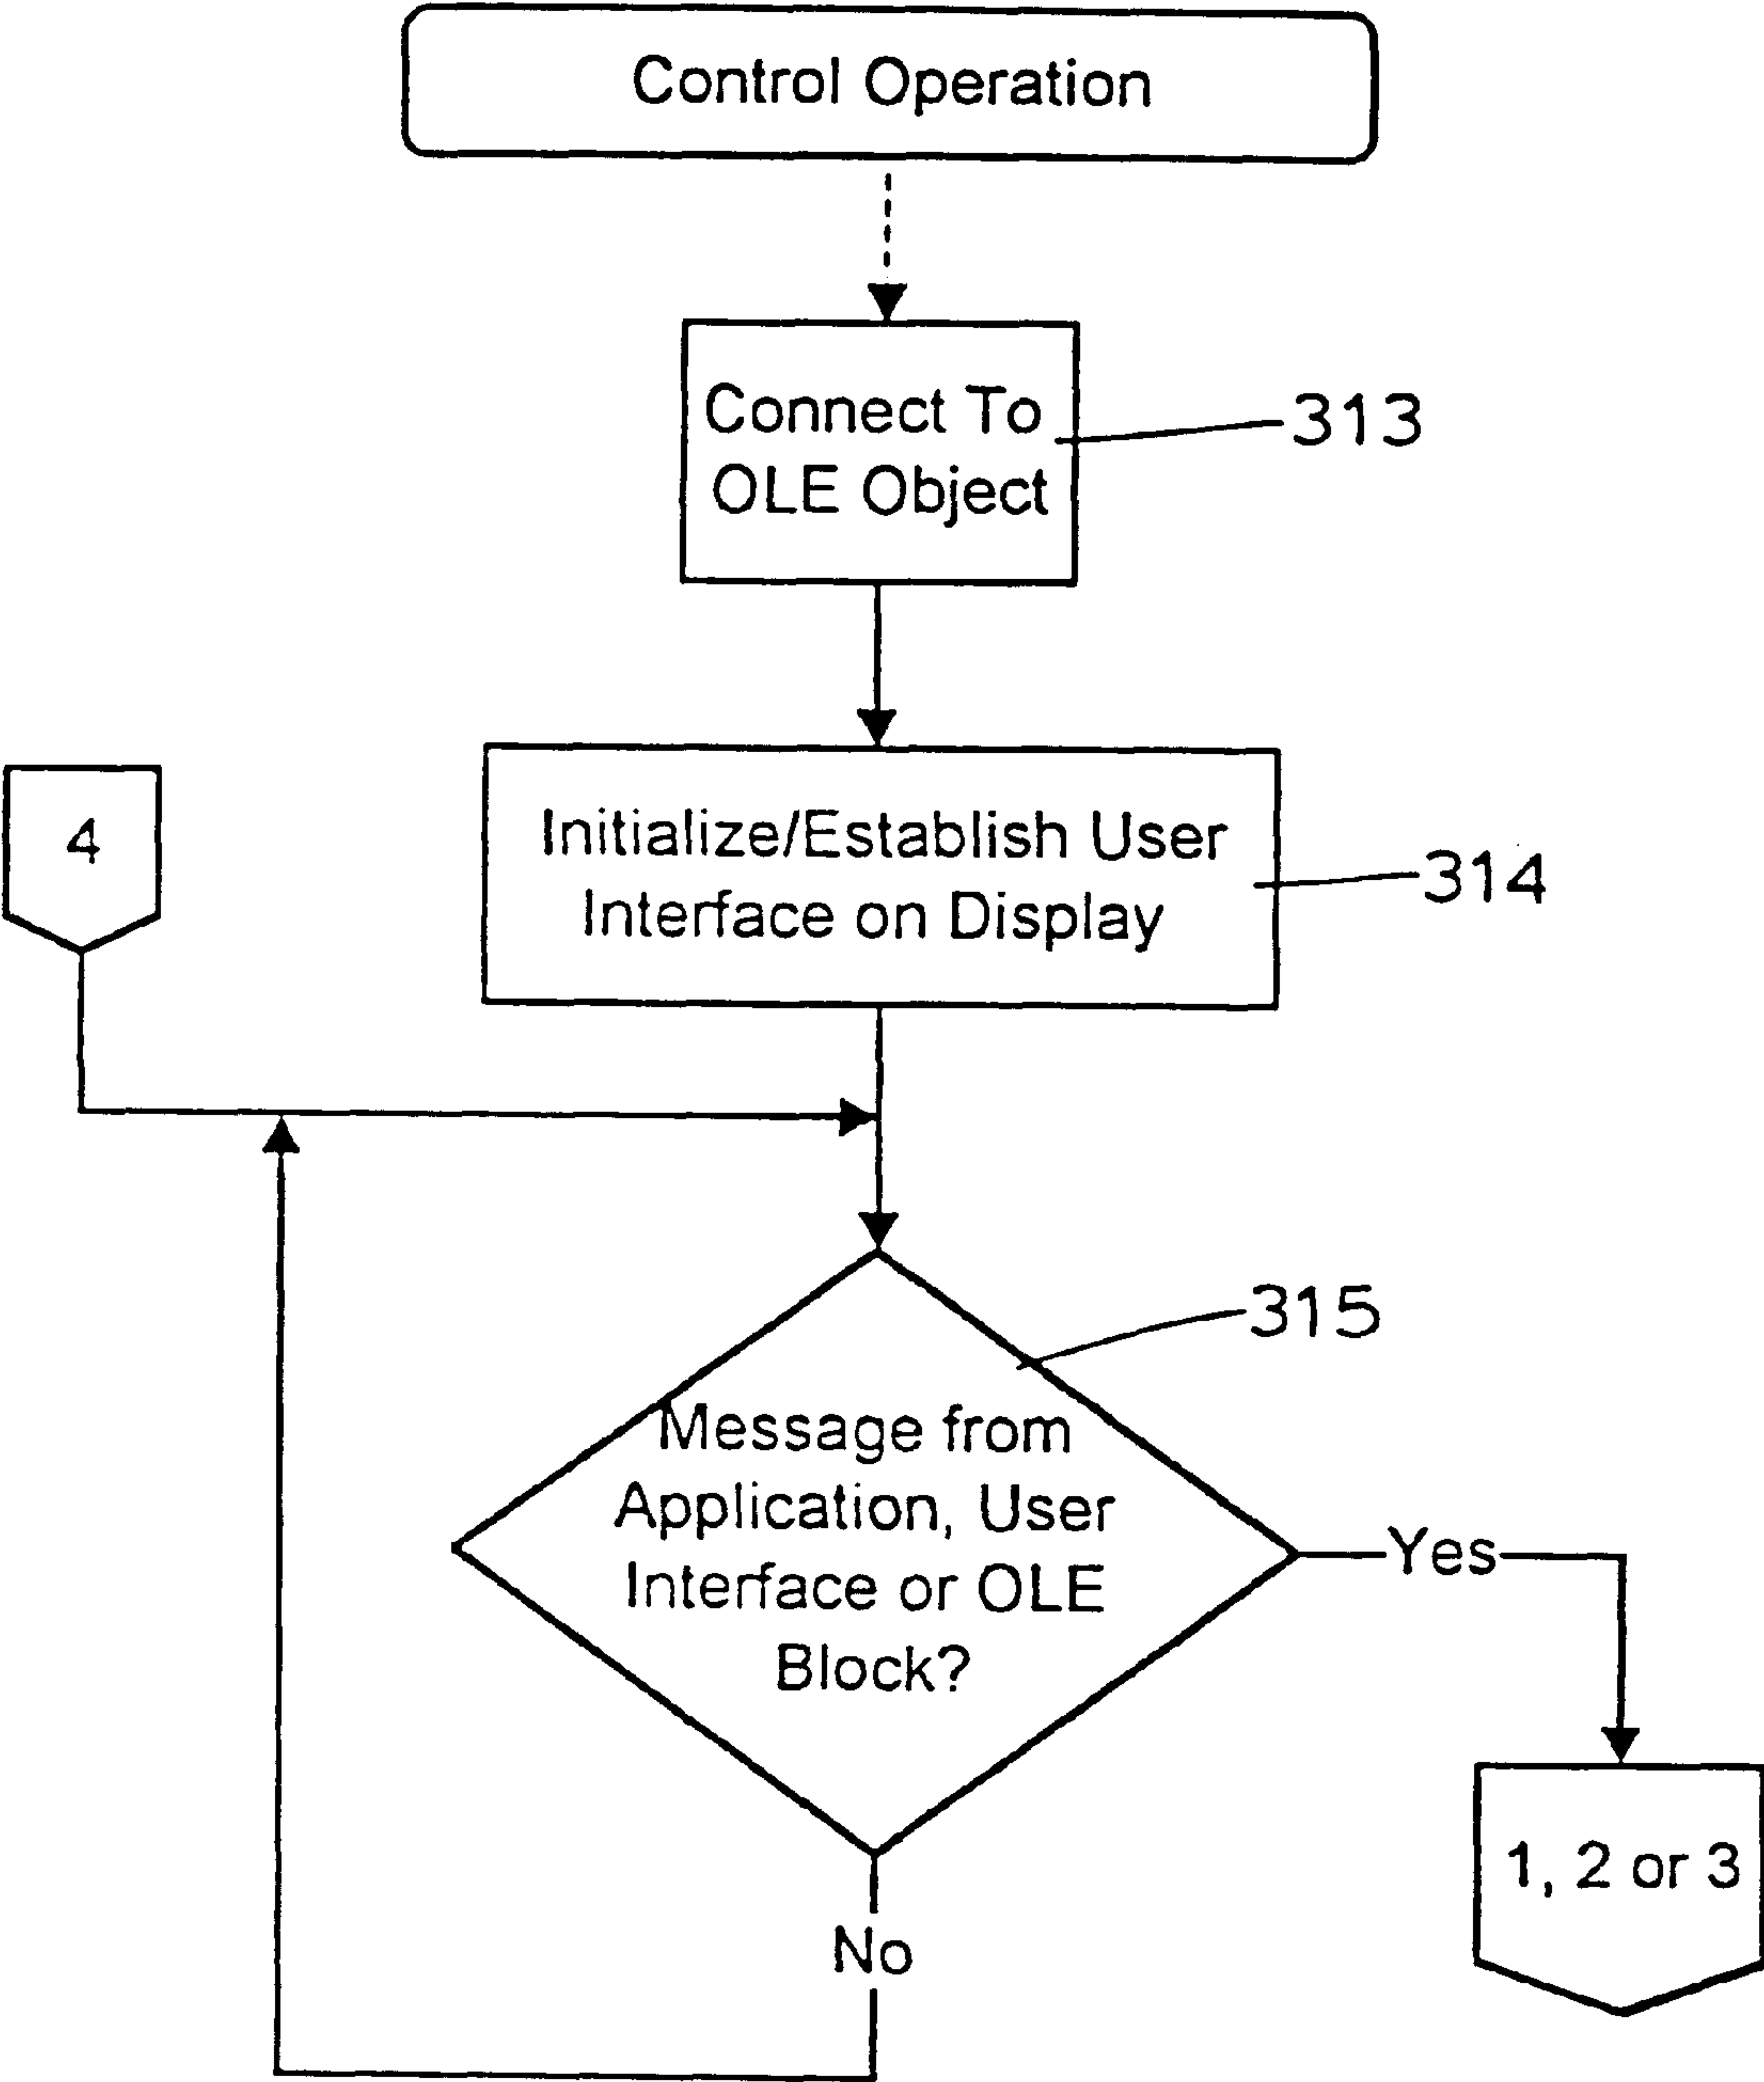 Control Operation
Connect To
OLE Object
313
4
Initialize/Establish User
Interface on Display
314
315
Message from
Application, User
Interface or OLE
Block?
Yes
1, 2 or 3
No